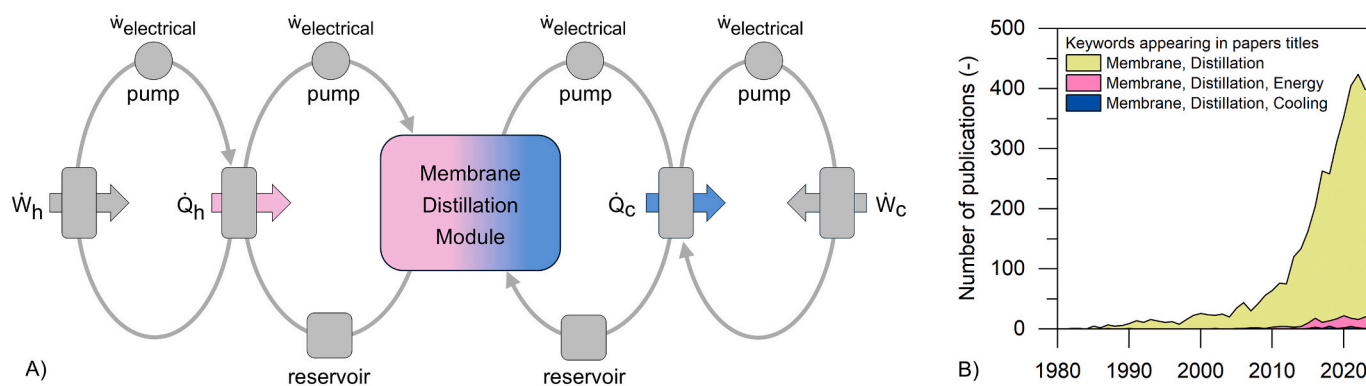 ẇelectrical
ẇelectrical
ẇelectrical
ẇelectrical
pump
pump
pump
pump
Ẇh
Q̇h
Membrane
Distillation
Module
Q̇c
Ẇc
reservoir
reservoir
A)
Number of publications (-)
500
400
300
200
100
0
Keywords appearing in papers titles
Membrane, Distillation
Membrane, Distillation, Energy
Membrane, Distillation, Cooling
1980
1990
2000
2010
2020
B)